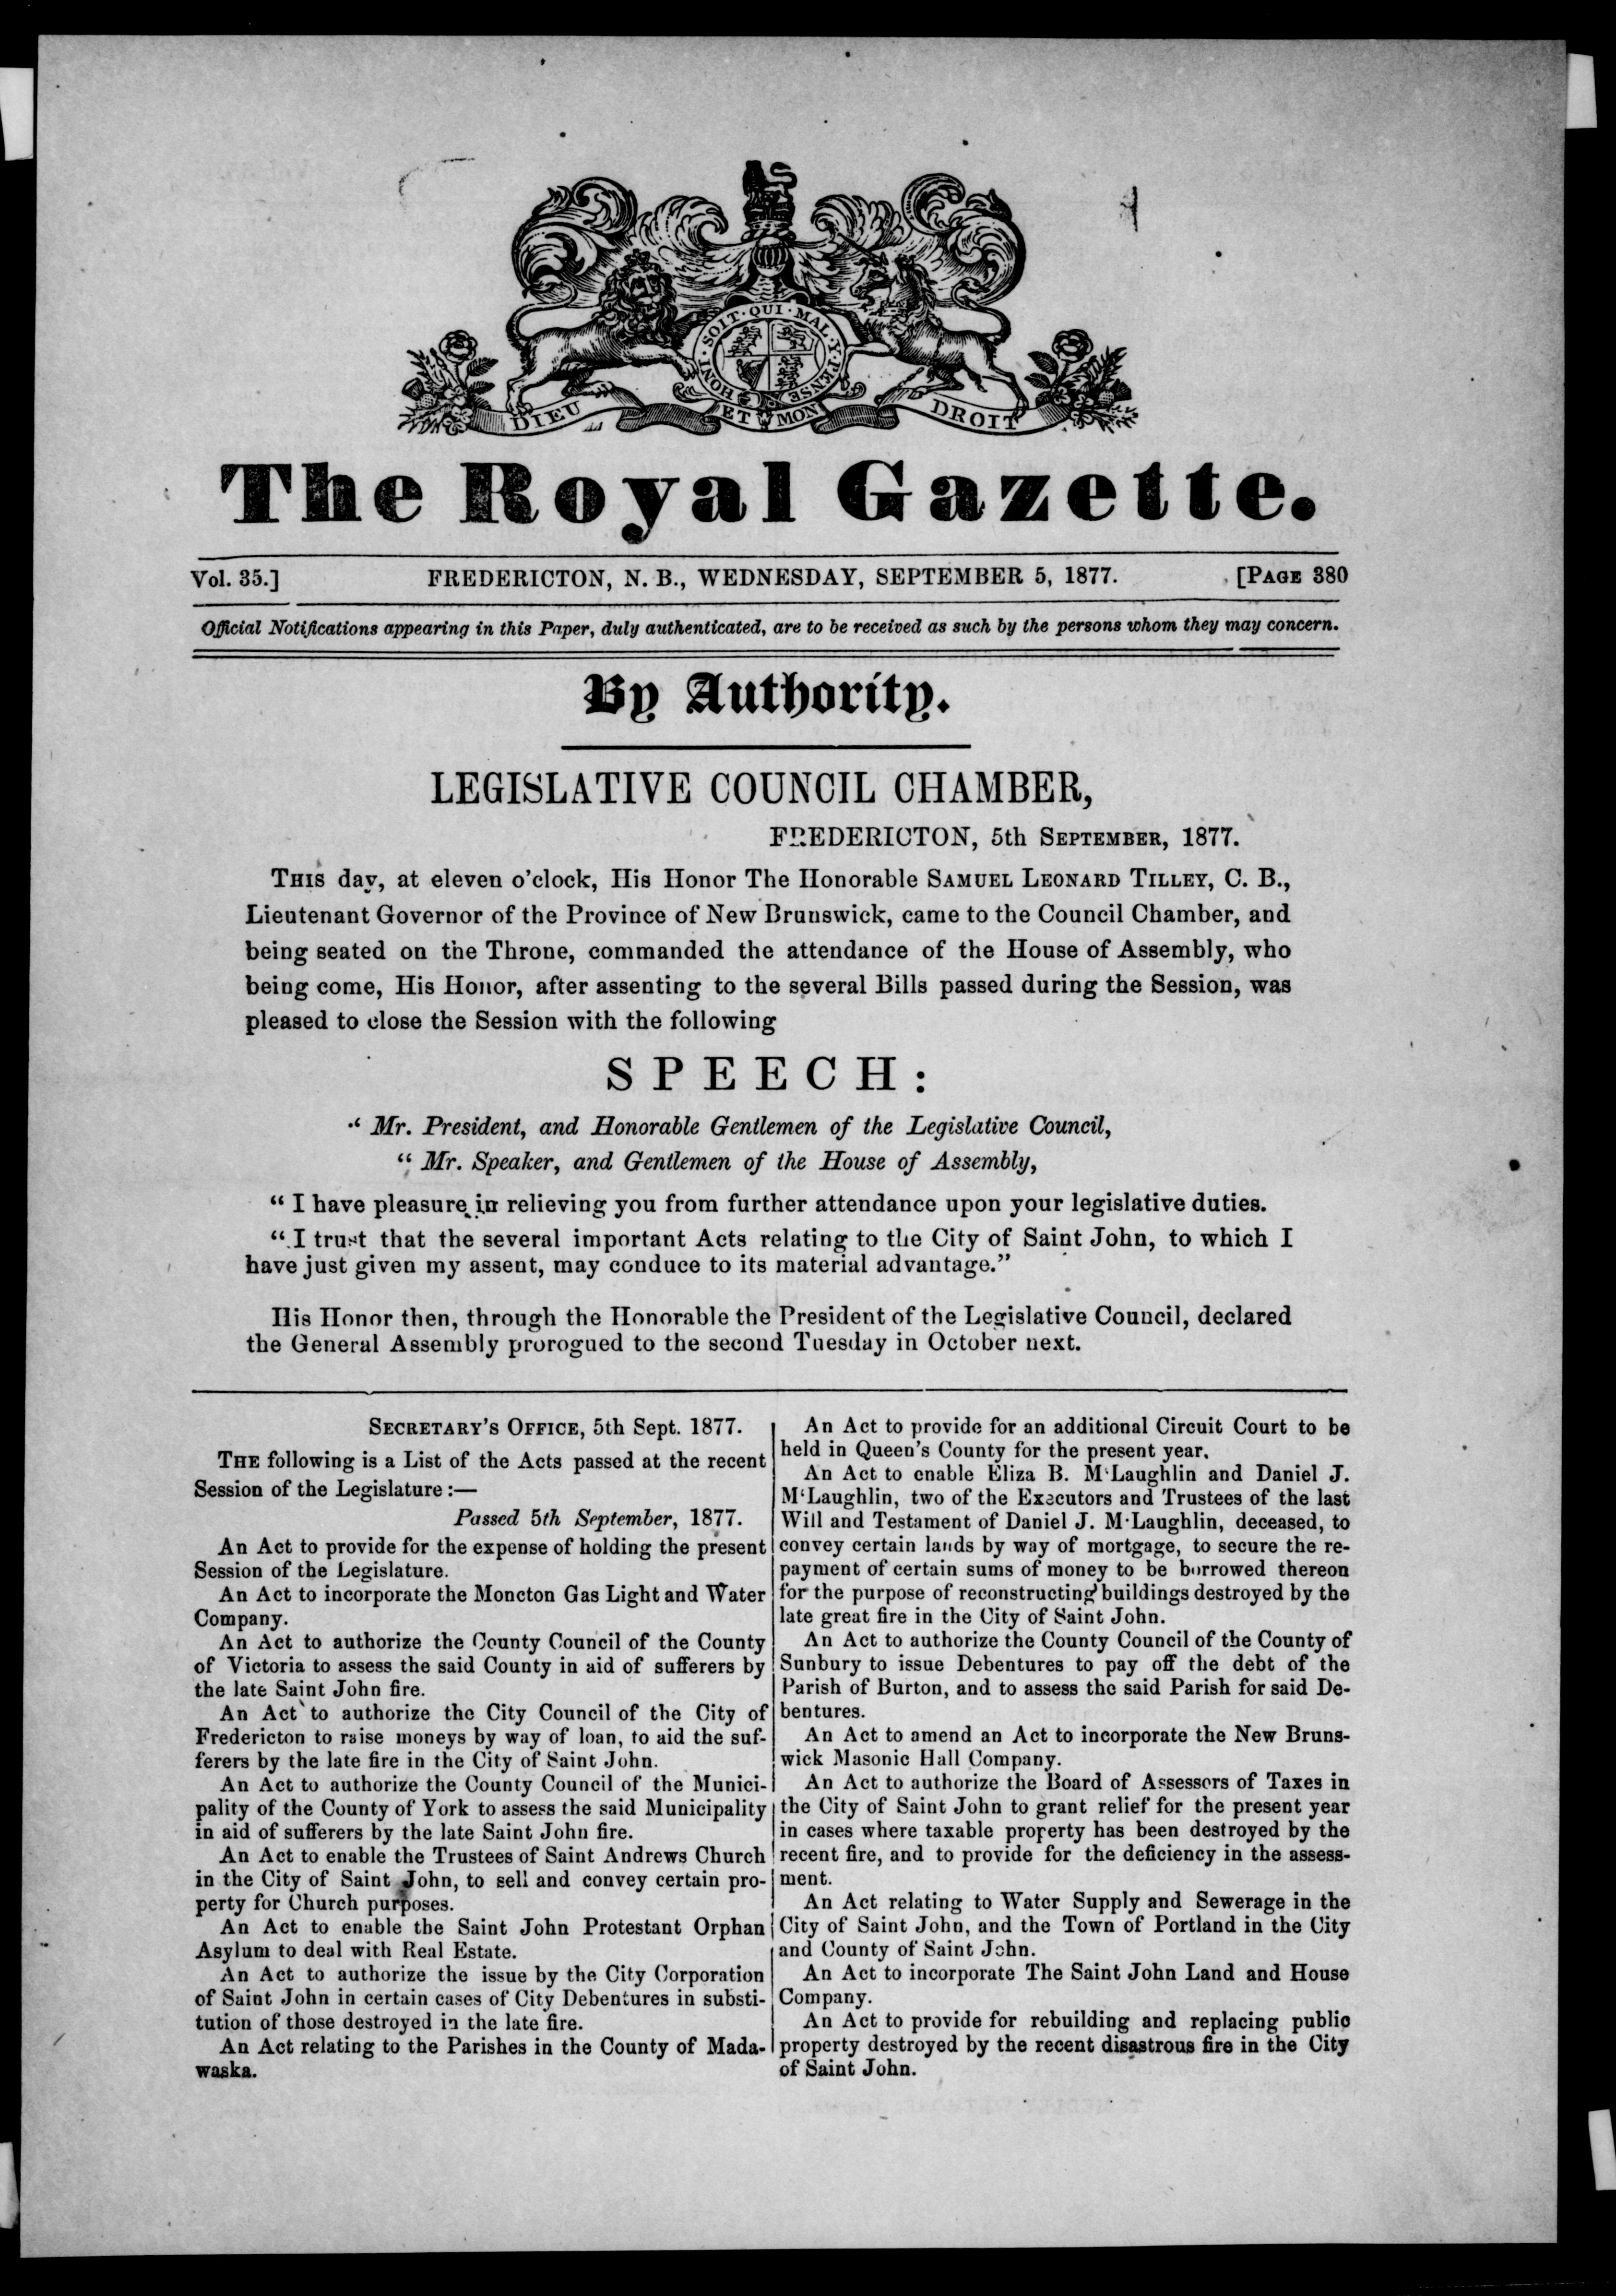 HONI · SOIT · QUI · MAL · Y · PENSE
DIEU ET MON DROIT
The Royal Gazette.
Vol. 35.] FREDERICTON, N. B., WEDNESDAY, SEPTEMBER 5, 1877. [PAGE 380
Official Notifications appearing in this Paper, duly authenticated, are to be received as such by the persons whom they may concern.
By Authority.
LEGISLATIVE COUNCIL CHAMBER,
FREDERICTON, 5th SEPTEMBER, 1877.
THIS day, at eleven o'clock, His Honor The Honorable SAMUEL LEONARD TILLEY, C. B.,
Lieutenant Governor of the Province of New Brunswick, came to the Council Chamber, and
being seated on the Throne, commanded the attendance of the House of Assembly, who
being come, His Honor, after assenting to the several Bills passed during the Session, was
pleased to close the Session with the following
SPEECH:
" Mr. President, and Honorable Gentlemen of the Legislative Council,
" Mr. Speaker, and Gentlemen of the House of Assembly,
" I have pleasure in relieving you from further attendance upon your legislative duties.
" I trust that the several important Acts relating to the City of Saint John, to which I
have just given my assent, may conduce to its material advantage."
His Honor then, through the Honorable the President of the Legislative Council, declared
the General Assembly prorogued to the second Tuesday in October next.
SECRETARY'S OFFICE, 5th Sept. 1877.
THE following is a List of the Acts passed at the recent
Session of the Legislature :—
Passed 5th September, 1877.
An Act to provide for the expense of holding the present
Session of the Legislature.
An Act to incorporate the Moncton Gas Light and Water
Company.
An Act to authorize the County Council of the County
of Victoria to assess the said County in aid of sufferers by
the late Saint John fire.
An Act to authorize the City Council of the City of
Fredericton to raise moneys by way of loan, to aid the suf-
ferers by the late fire in the City of Saint John.
An Act to authorize the County Council of the Munici-
pality of the County of York to assess the said Municipality
in aid of sufferers by the late Saint John fire.
An Act to enable the Trustees of Saint Andrews Church
in the City of Saint John, to sell and convey certain pro-
perty for Church purposes.
An Act to enable the Saint John Protestant Orphan
Asylum to deal with Real Estate.
An Act to authorize the issue by the City Corporation
of Saint John in certain cases of City Debentures in substi-
tution of those destroyed in the late fire.
An Act relating to the Parishes in the County of Mada-
waska.
An Act to provide for an additional Circuit Court to be
held in Queen's County for the present year.
An Act to enable Eliza B. M'Laughlin and Daniel J.
M'Laughlin, two of the Executors and Trustees of the last
Will and Testament of Daniel J. M'Laughlin, deceased, to
convey certain lands by way of mortgage, to secure the re-
payment of certain sums of money to be borrowed thereon
for the purpose of reconstructing buildings destroyed by the
late great fire in the City of Saint John.
An Act to authorize the County Council of the County of
Sunbury to issue Debentures to pay off the debt of the
Parish of Burton, and to assess the said Parish for said De-
bentures.
An Act to amend an Act to incorporate the New Bruns-
wick Masonic Hall Company.
An Act to authorize the Board of Assessors of Taxes in
the City of Saint John to grant relief for the present year
in cases where taxable property has been destroyed by the
recent fire, and to provide for the deficiency in the assess-
ment.
An Act relating to Water Supply and Sewerage in the
City of Saint John, and the Town of Portland in the City
and County of Saint John.
An Act to incorporate The Saint John Land and House
Company.
An Act to provide for rebuilding and replacing public
property destroyed by the recent disastrous fire in the City
of Saint John.